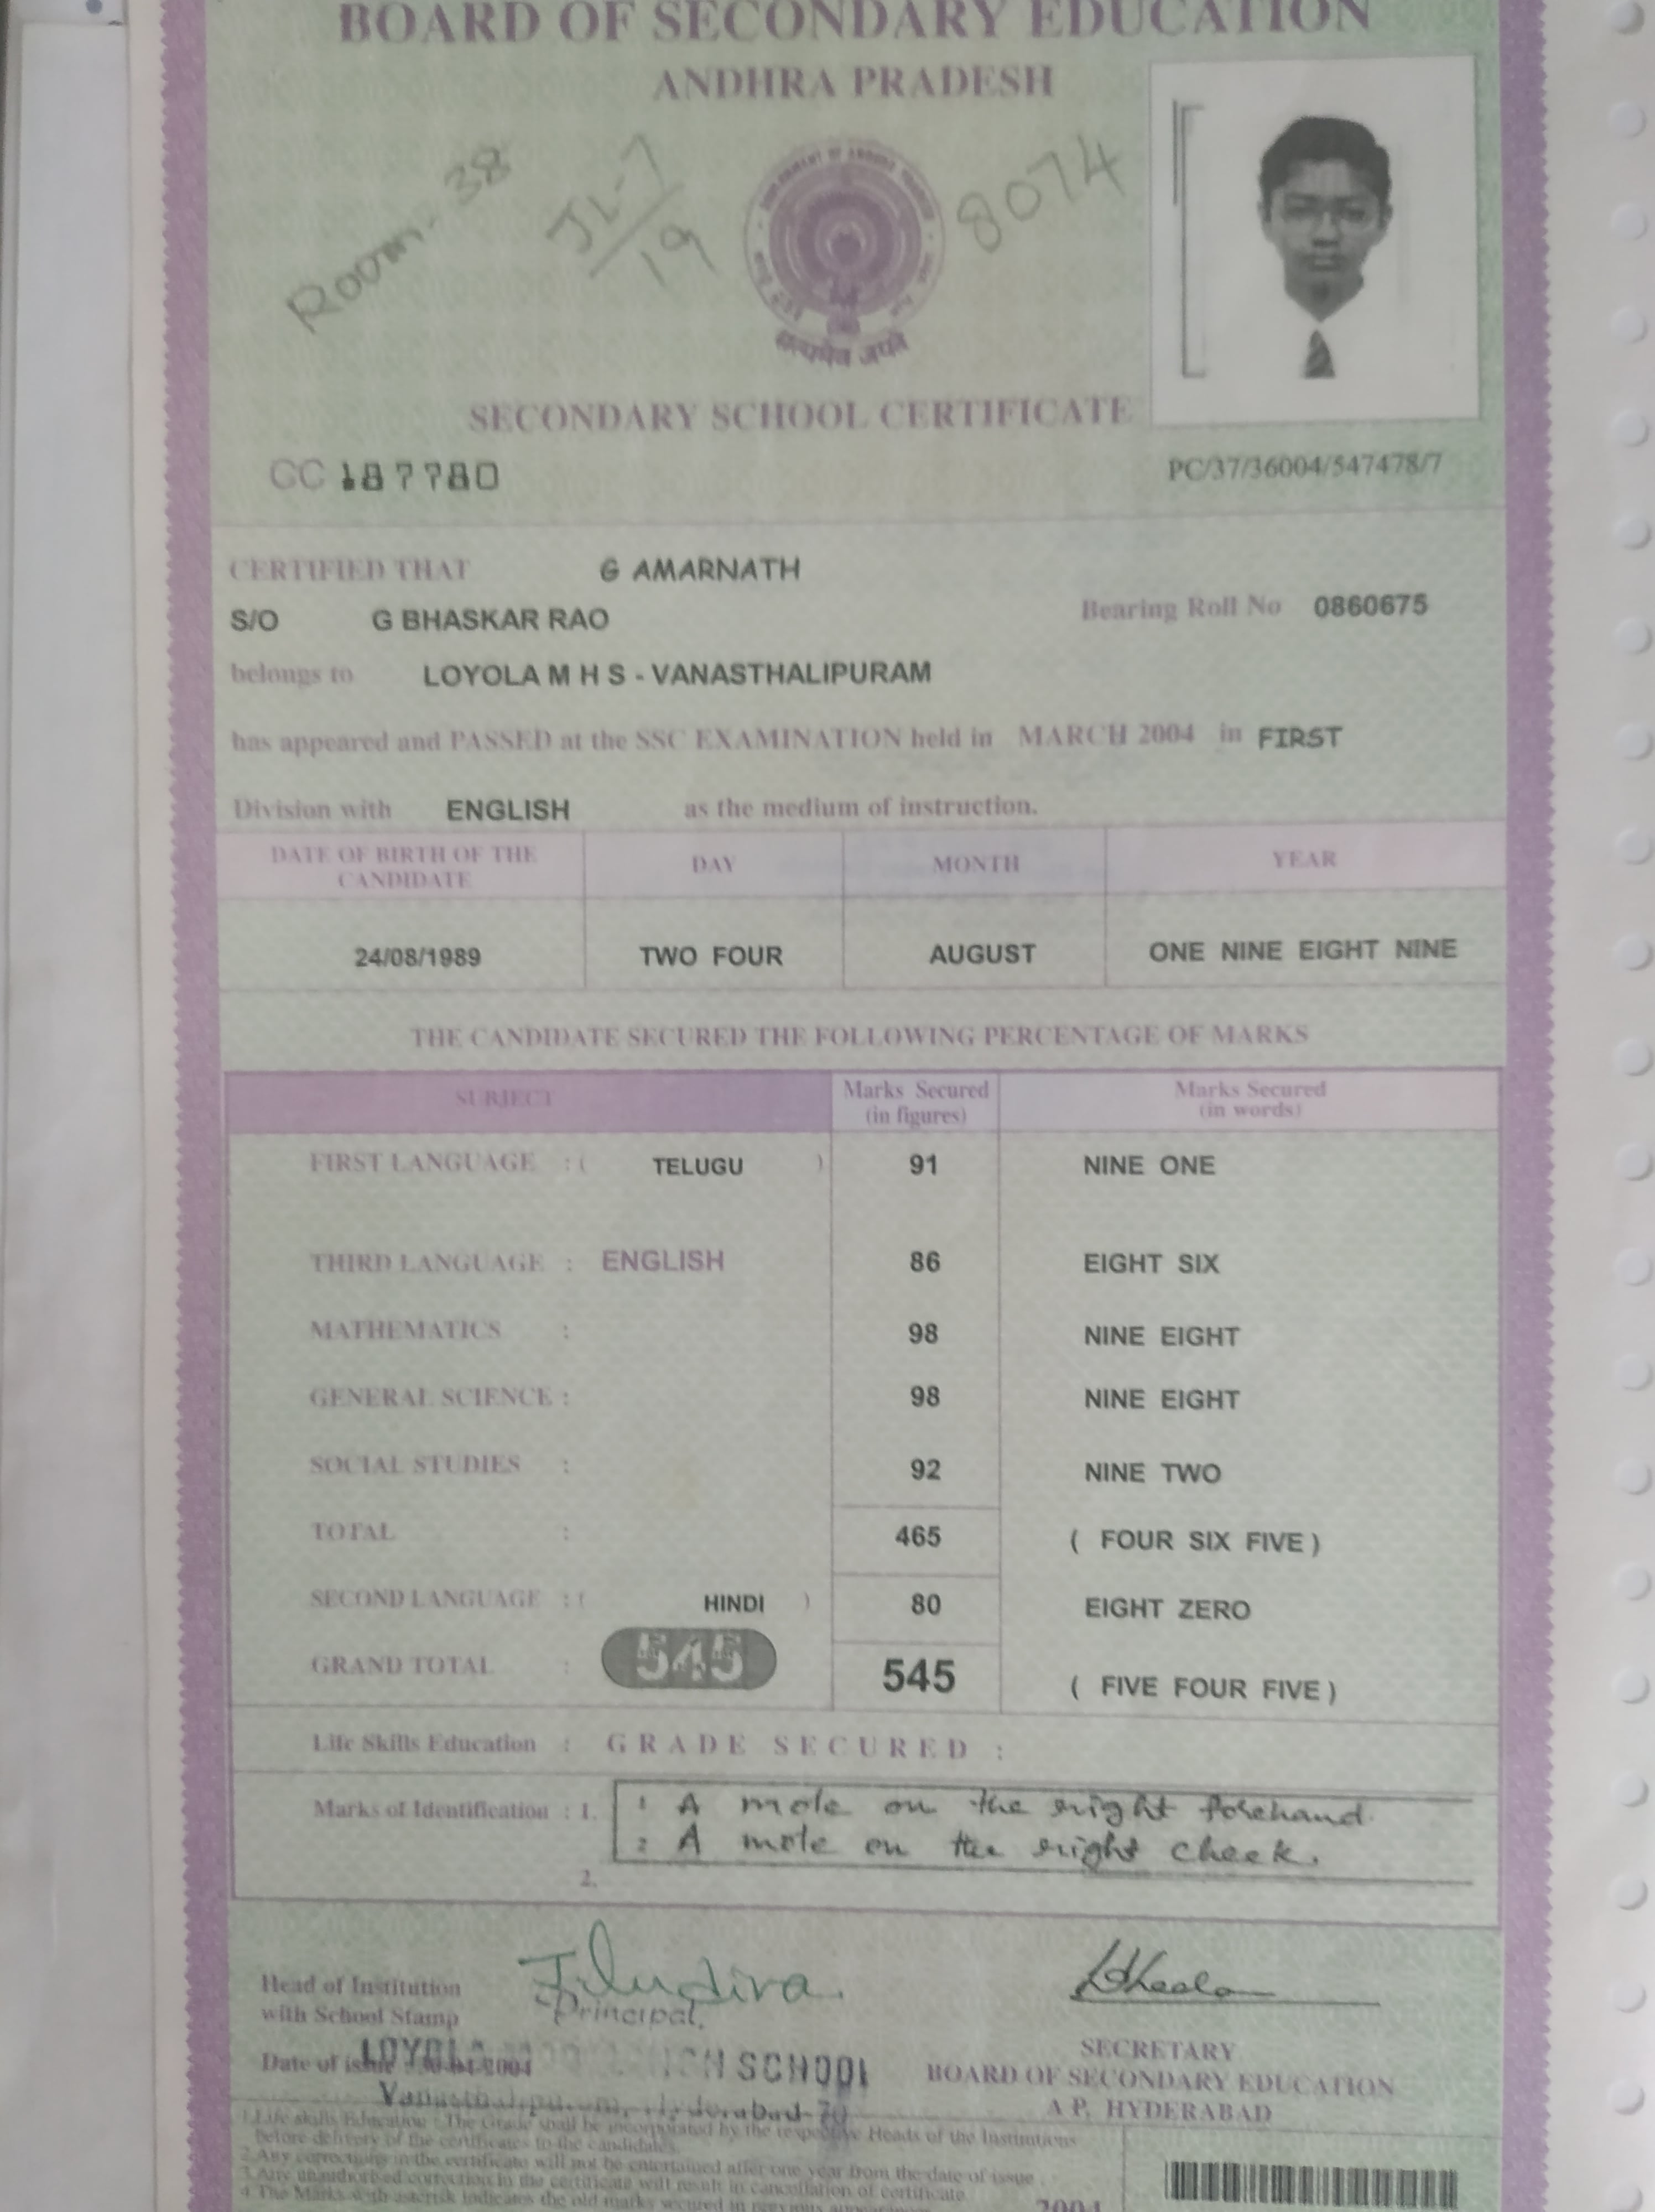 BOARD OF SECONDARY EDUCATION
ANDHRA PRADESH
Room - 38
JL-7/19
8074
सत्यमेव जयते
SECONDARY SCHOOL CERTIFICATE
CC 187780
PC/37/36004/547478/7
CERTIFIED THAT G AMARNATH
S/O G BHASKAR RAO Bearing Roll No 0860675
belongs to LOYOLA M H S - VANASTHALIPURAM
has appeared and PASSED at the SSC EXAMINATION held in MARCH 2004 in FIRST
Division with ENGLISH as the medium of instruction.
DATE OF BIRTH OF THE CANDIDATE DAY MONTH YEAR
24/08/1989 TWO FOUR AUGUST ONE NINE EIGHT NINE
THE CANDIDATE SECURED THE FOLLOWING PERCENTAGE OF MARKS
SUBJECT Marks Secured (in figures) Marks Secured (in words)
FIRST LANGUAGE : ( TELUGU ) 91 NINE ONE
THIRD LANGUAGE : ENGLISH 86 EIGHT SIX
MATHEMATICS : 98 NINE EIGHT
GENERAL SCIENCE : 98 NINE EIGHT
SOCIAL STUDIES : 92 NINE TWO
TOTAL : 465 ( FOUR SIX FIVE )
SECOND LANGUAGE : ( HINDI ) 80 EIGHT ZERO
GRAND TOTAL : 545 545 ( FIVE FOUR FIVE )
Life Skills Education : GRADE SECURED :
Marks of Identification : 1. 1 A mole on the right forehand.
2 A mole on the right cheek.
2.
Head of Institution
with School Stamp
Principal.
SECRETARY
BOARD OF SECONDARY EDUCATION
A P, HYDERABAD
Date of issue
LOYOLA HIGH SCHOOL
Vanasthalipuram, Hyderabad-70
1.Life skills Education : The Grade shall be incorporated by the respective Heads of the Institutions
before delivery of the certificates to the candidates.
2.Any corrections in the certificate will not be entertained after one year from the date of issue .
3.Any unauthorised correction in the certificate will result in cancellation of certificate.
4.The Marks with asterisk indicates the old marks secured in previous
2004